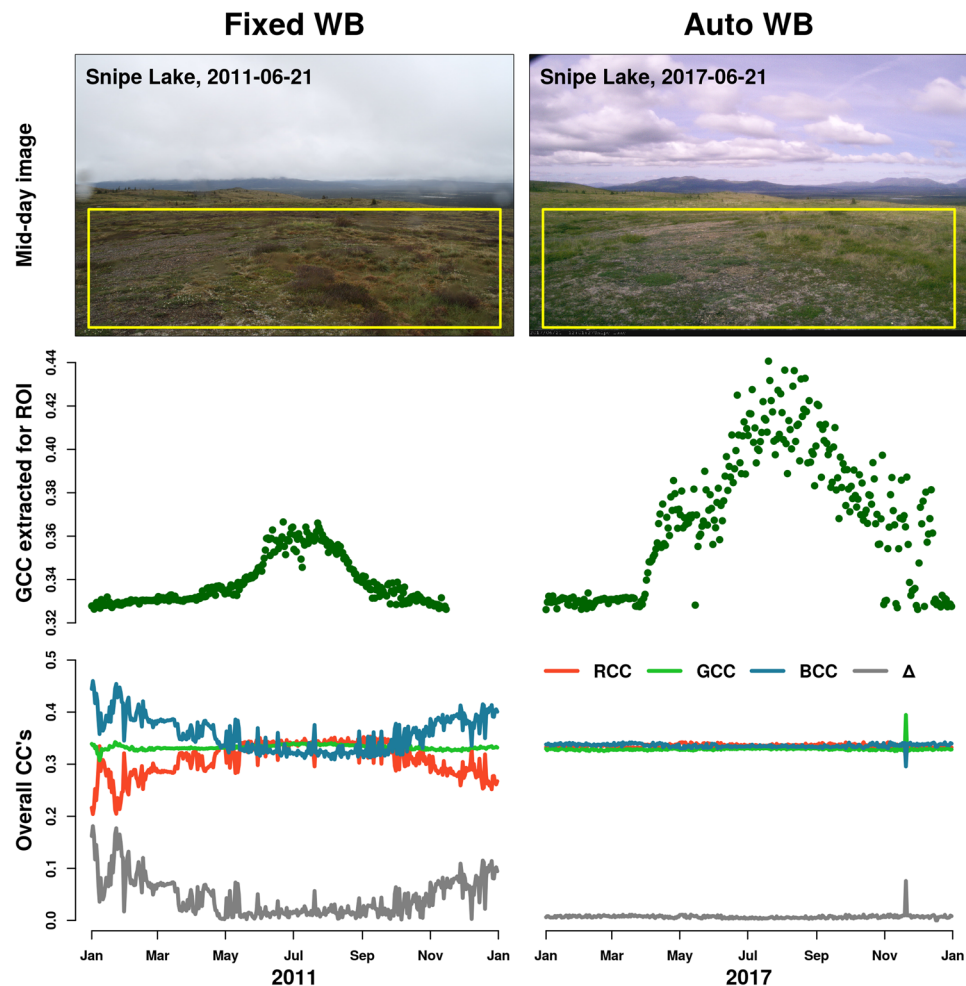 Fixed WB
Auto WB
Mid-day image
Snipe Lake, 2011-06-21
Snipe Lake, 2017-06-21
GCC extracted for ROI
0.44
0.42
0.40
0.38
0.36
0.34
0.32
Overall CC's
0.5
0.4
0.3
0.2
0.1
0.0
RCC GCC BCC Δ
Jan Mar May Jul Sep Nov Jan
Jan Mar May Jul Sep Nov Jan
2011
2017